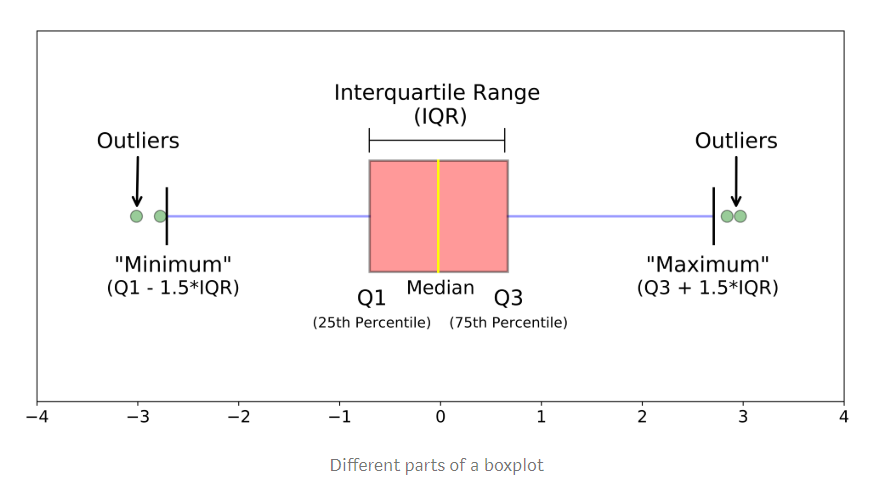 Interquartile Range
(IQR)
Outliers
Outliers
"Minimum"
(Q1 - 1.5*IQR)
"Maximum"
(Q3 + 1.5*IQR)
Q1
Median
Q3
(25th Percentile)
(75th Percentile)
−4
−3
−2
−1
0
1
2
3
4
Different parts of a boxplot